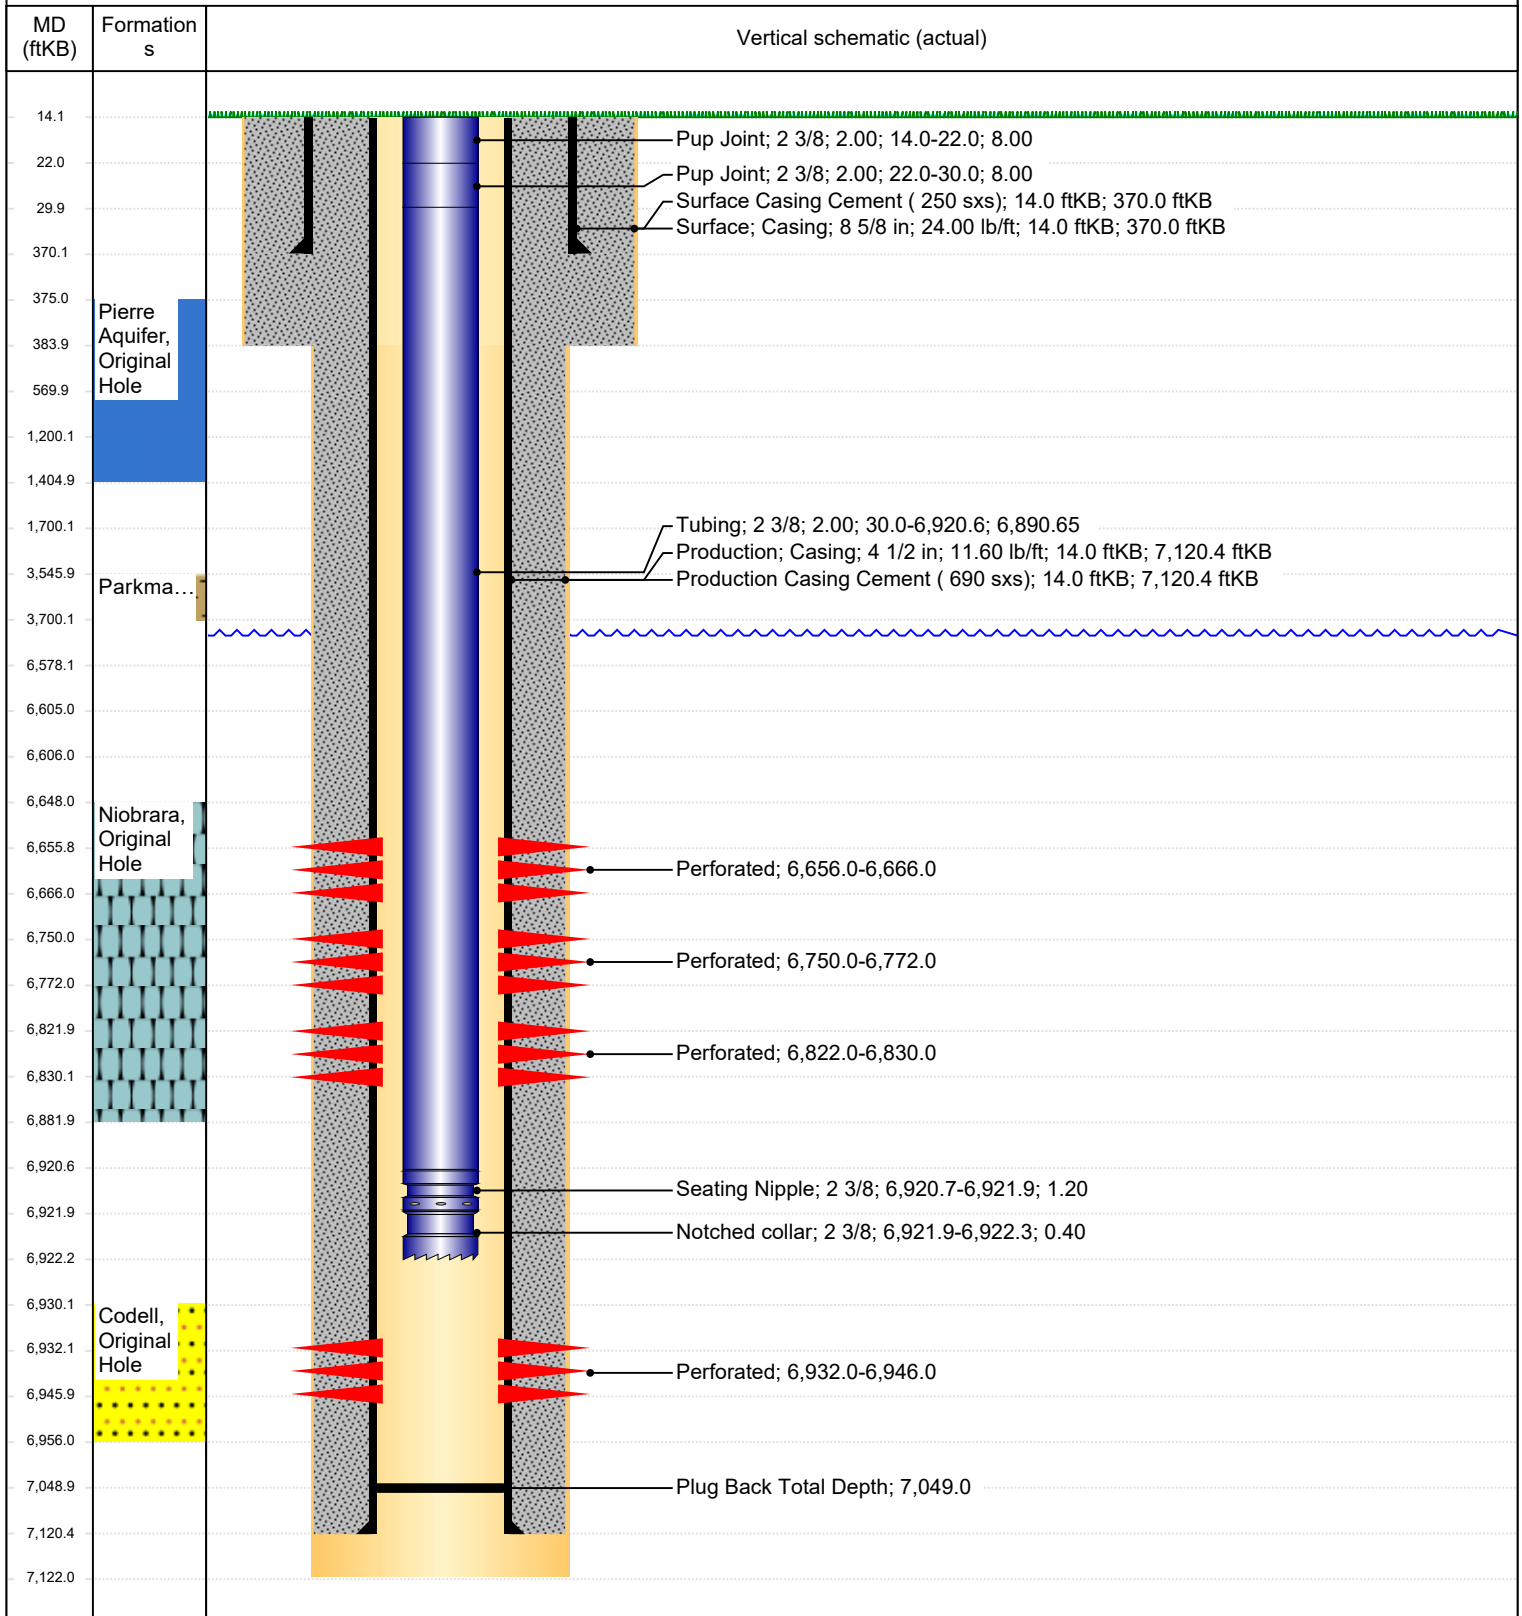 MD
(ftKB)
Formation
s
Vertical schematic (actual)
14.1
Pup Joint; 2 3/8; 2.00; 14.0-22.0; 8.00
22.0
Pup Joint; 2 3/8; 2.00; 22.0-30.0; 8.00
Surface Casing Cement ( 250 sxs); 14.0 ftKB; 370.0 ftKB
29.9
Surface; Casing; 8 5/8 in; 24.00 lb/ft; 14.0 ftKB; 370.0 ftKB
370.1
375.0
Pierre
Aquifer,
Original
Hole
383.9
569.9
1,200.1
1,404.9
1,700.1
Tubing; 2 3/8; 2.00; 30.0-6,920.6; 6,890.65
Production; Casing; 4 1/2 in; 11.60 lb/ft; 14.0 ftKB; 7,120.4 ftKB
3,545.9
Production Casing Cement ( 690 sxs); 14.0 ftKB; 7,120.4 ftKB
Parkma…
3,700.1
6,578.1
6,605.0
6,606.0
6,648.0
Niobrara,
Original
Hole
6,655.8
Perforated; 6,656.0-6,666.0
6,666.0
6,750.0
Perforated; 6,750.0-6,772.0
6,772.0
6,821.9
Perforated; 6,822.0-6,830.0
6,830.1
6,881.9
6,920.6
Seating Nipple; 2 3/8; 6,920.7-6,921.9; 1.20
6,921.9
Notched collar; 2 3/8; 6,921.9-6,922.3; 0.40
6,922.2
6,930.1
Codell,
Original
Hole
6,932.1
Perforated; 6,932.0-6,946.0
6,945.9
6,956.0
7,048.9
Plug Back Total Depth; 7,049.0
7,120.4
7,122.0